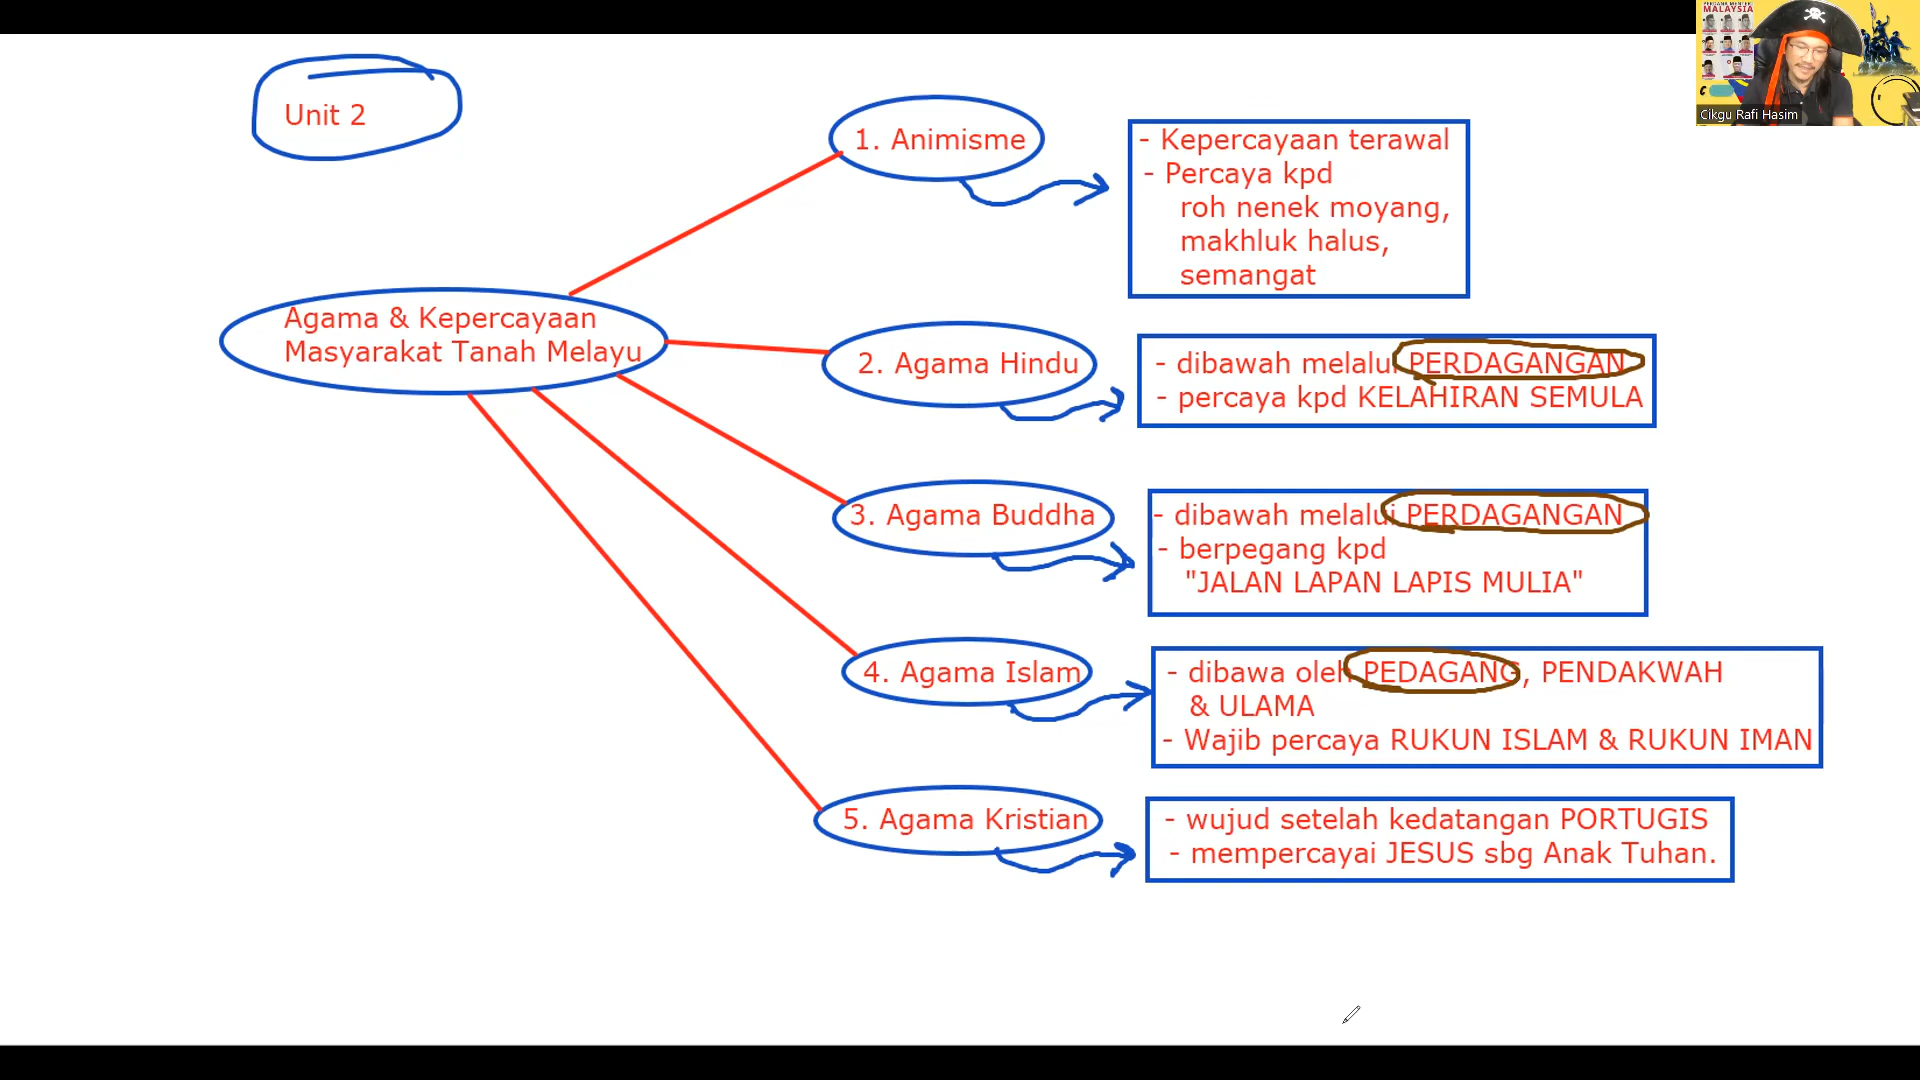 PERDANA MENTERI
MALAYSIA
Cikgu Rafi Hasim
Unit 2
Agama & Kepercayaan
Masyarakat Tanah Melayu
1. Animisme
- Kepercayaan terawal
- Percaya kpd
roh nenek moyang,
makhluk halus,
semangat
2. Agama Hindu
- dibawah melalui PERDAGANGAN
- percaya kpd KELAHIRAN SEMULA
3. Agama Buddha
- dibawah melalui PERDAGANGAN
- berpegang kpd
"JALAN LAPAN LAPIS MULIA"
4. Agama Islam
- dibawa oleh PEDAGANG, PENDAKWAH
& ULAMA
- Wajib percaya RUKUN ISLAM & RUKUN IMAN
5. Agama Kristian
- wujud setelah kedatangan PORTUGIS
- mempercayai JESUS sbg Anak Tuhan.